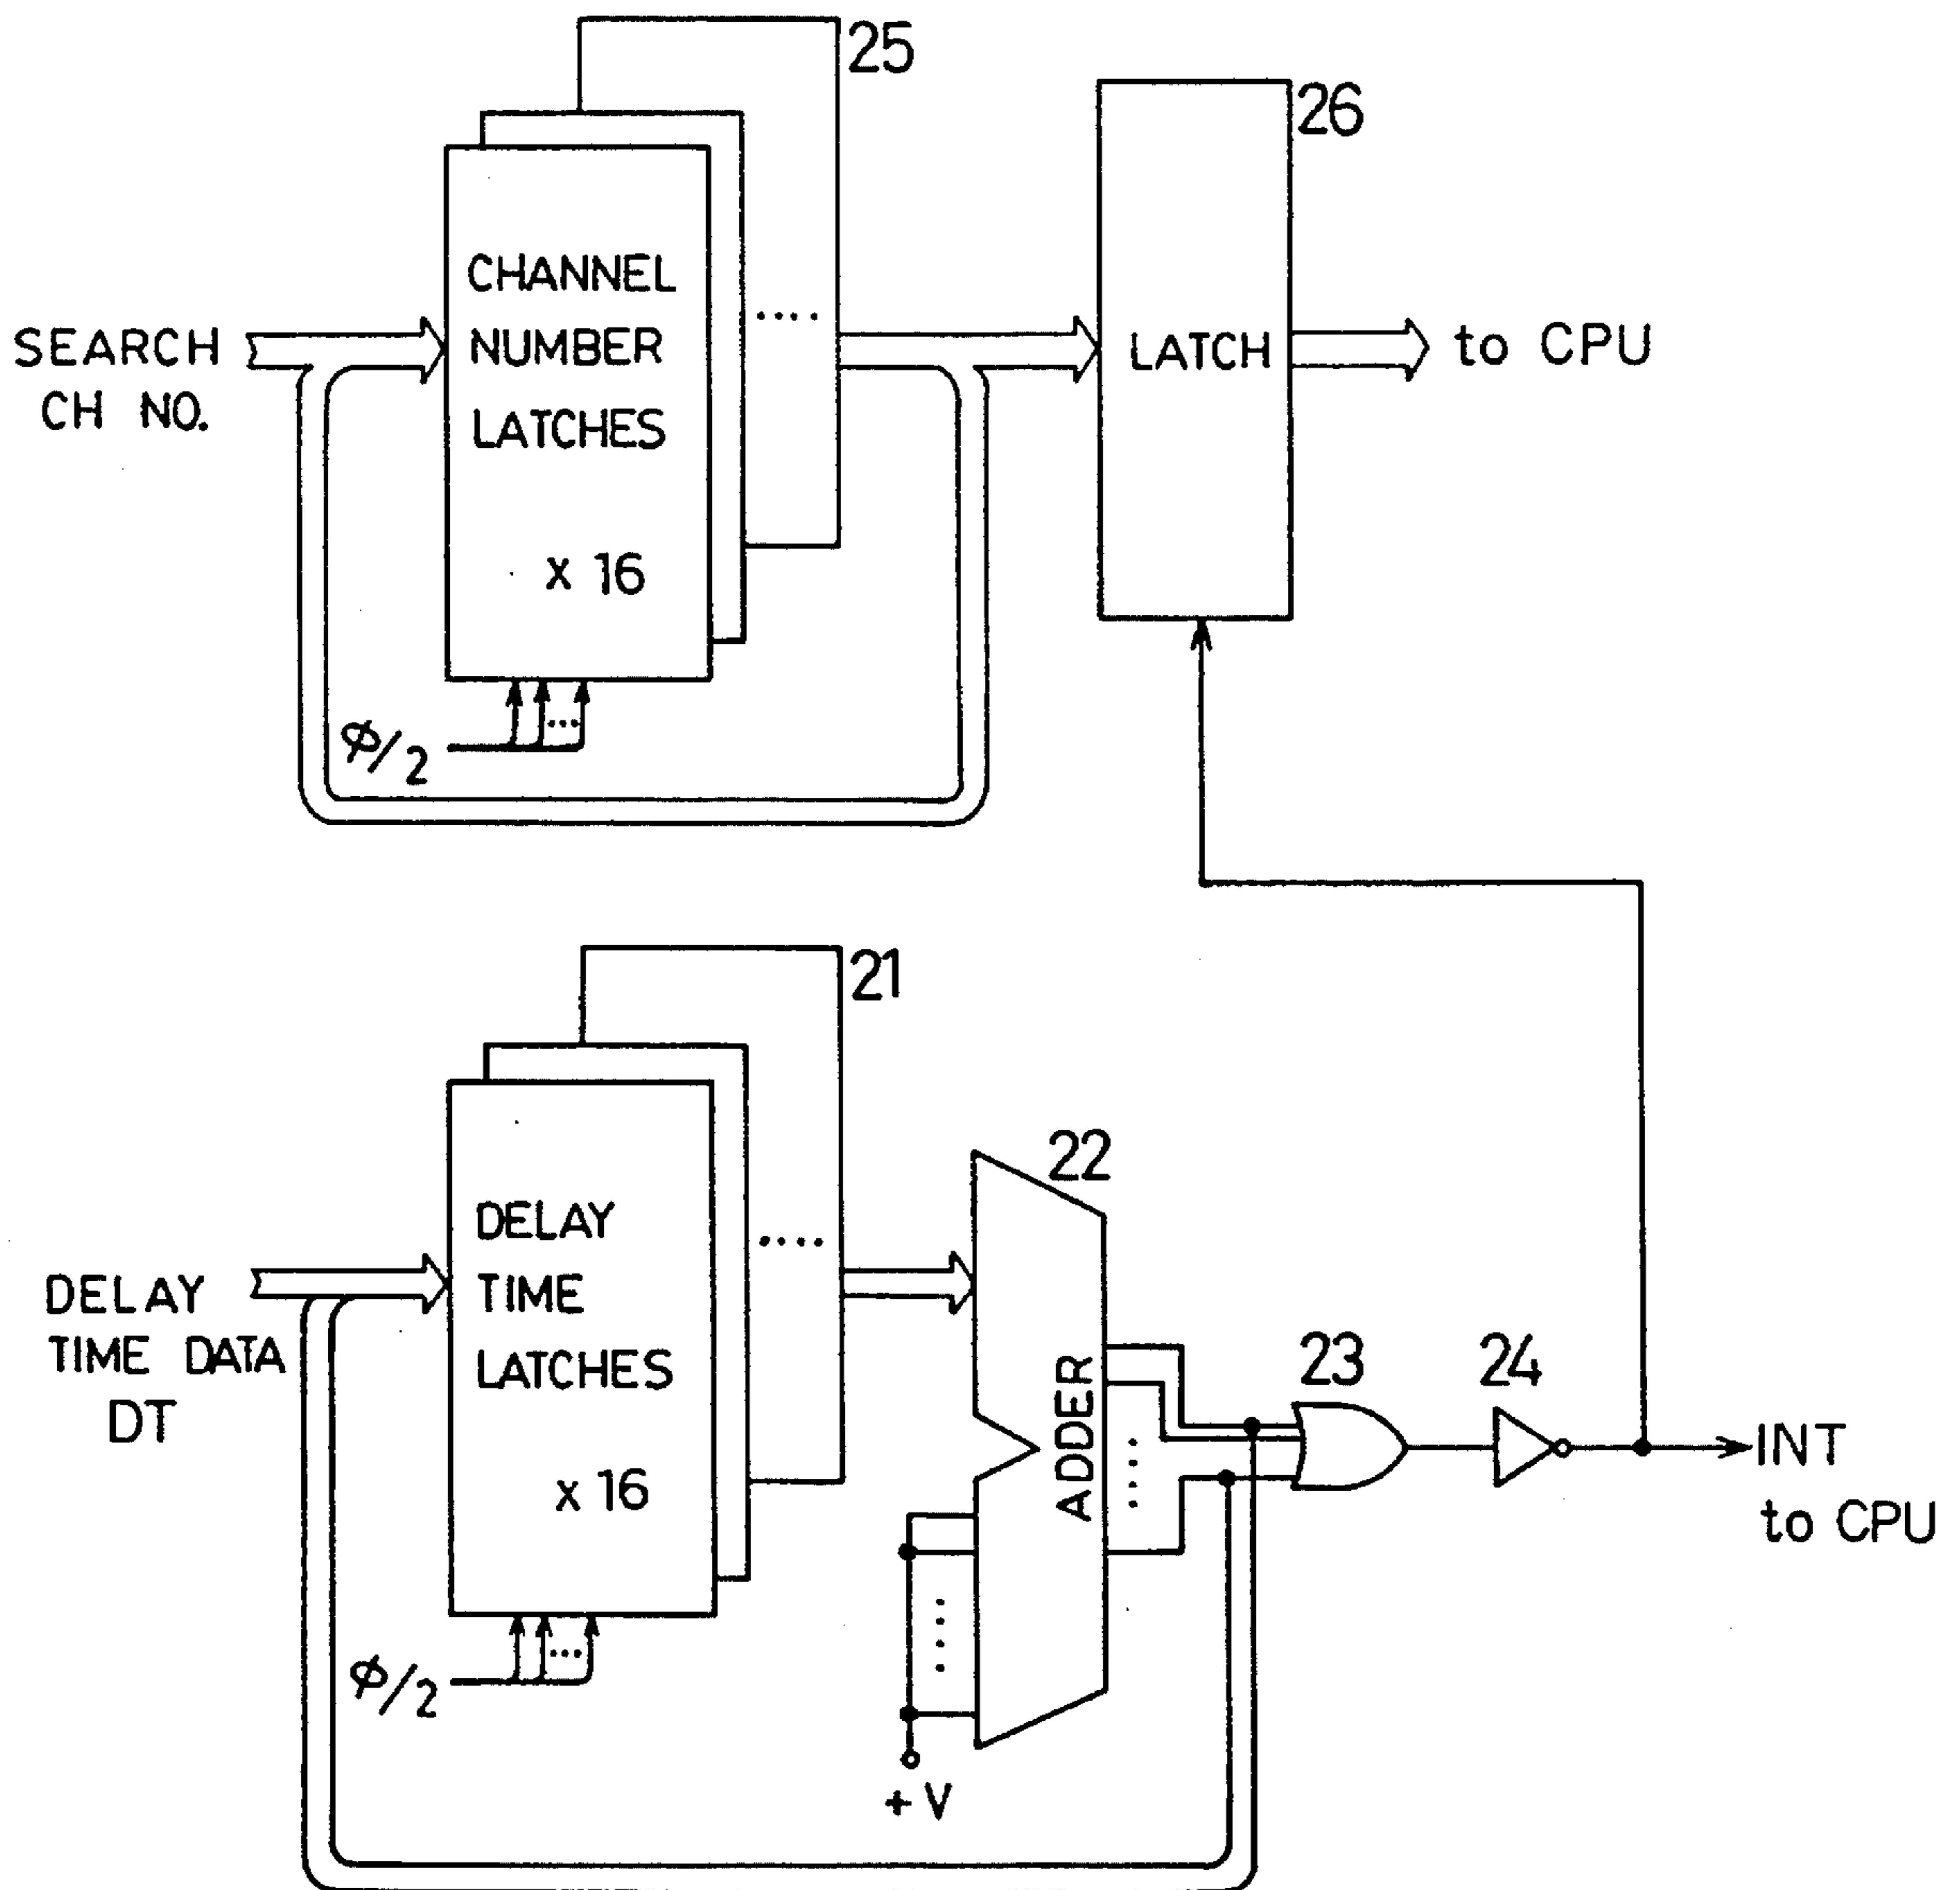 25
26
CHANNEL
NUMBER
LATCHES
x 16
....
SEARCH
CH NO.
LATCH
to CPU
ϕ/2
...
21
22
DELAY
TIME
LATCHES
x 16
....
DELAY
TIME DATA
DT
ADDER
....
23
24
INT
to CPU
....
ϕ/2
...
+V